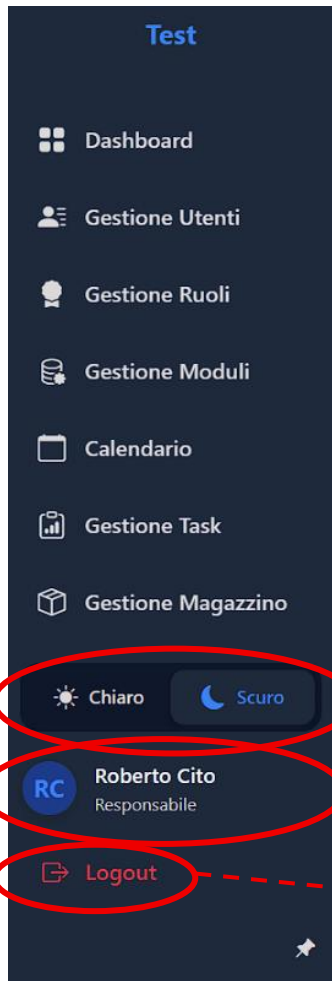 Test
Dashboard
Gestione Utenti
Gestione Ruoli
Gestione Moduli
Calendario
Gestione Task
Gestione Magazzino
Chiaro Scuro
RC Roberto Cito
Responsabile
Logout